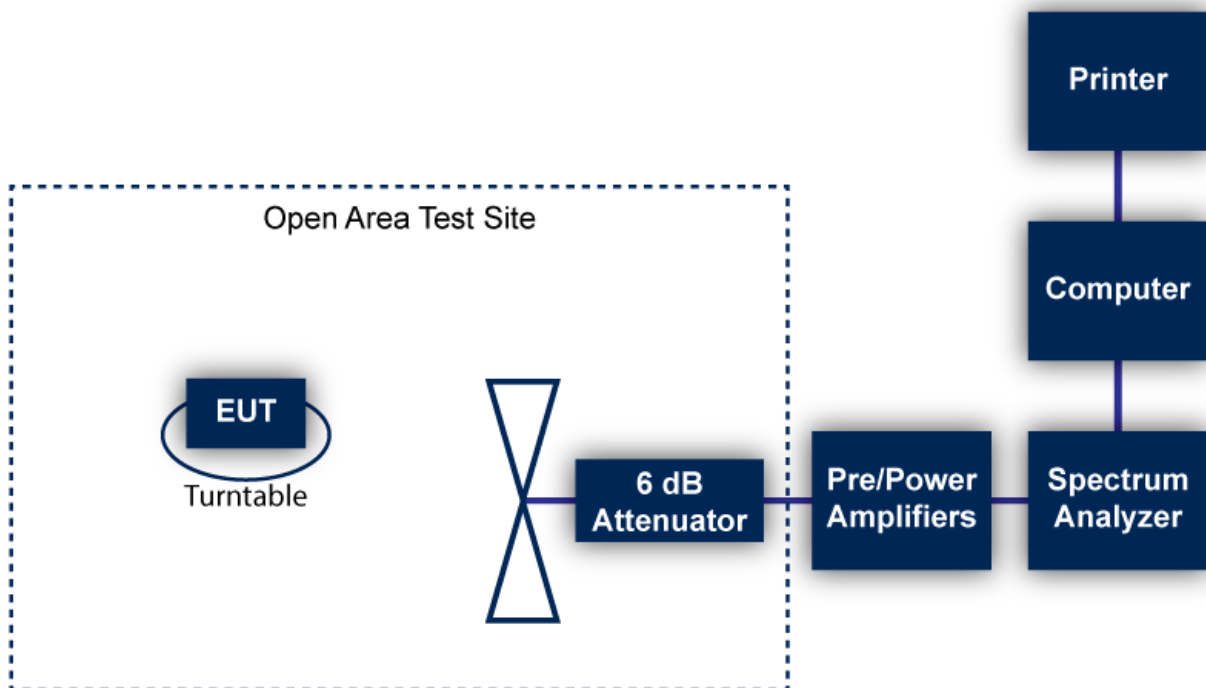 Printer
Open Area Test Site
Computer
EUT
Turntable
6 dB
Attenuator
Pre/Power
Amplifiers
Spectrum
Analyzer